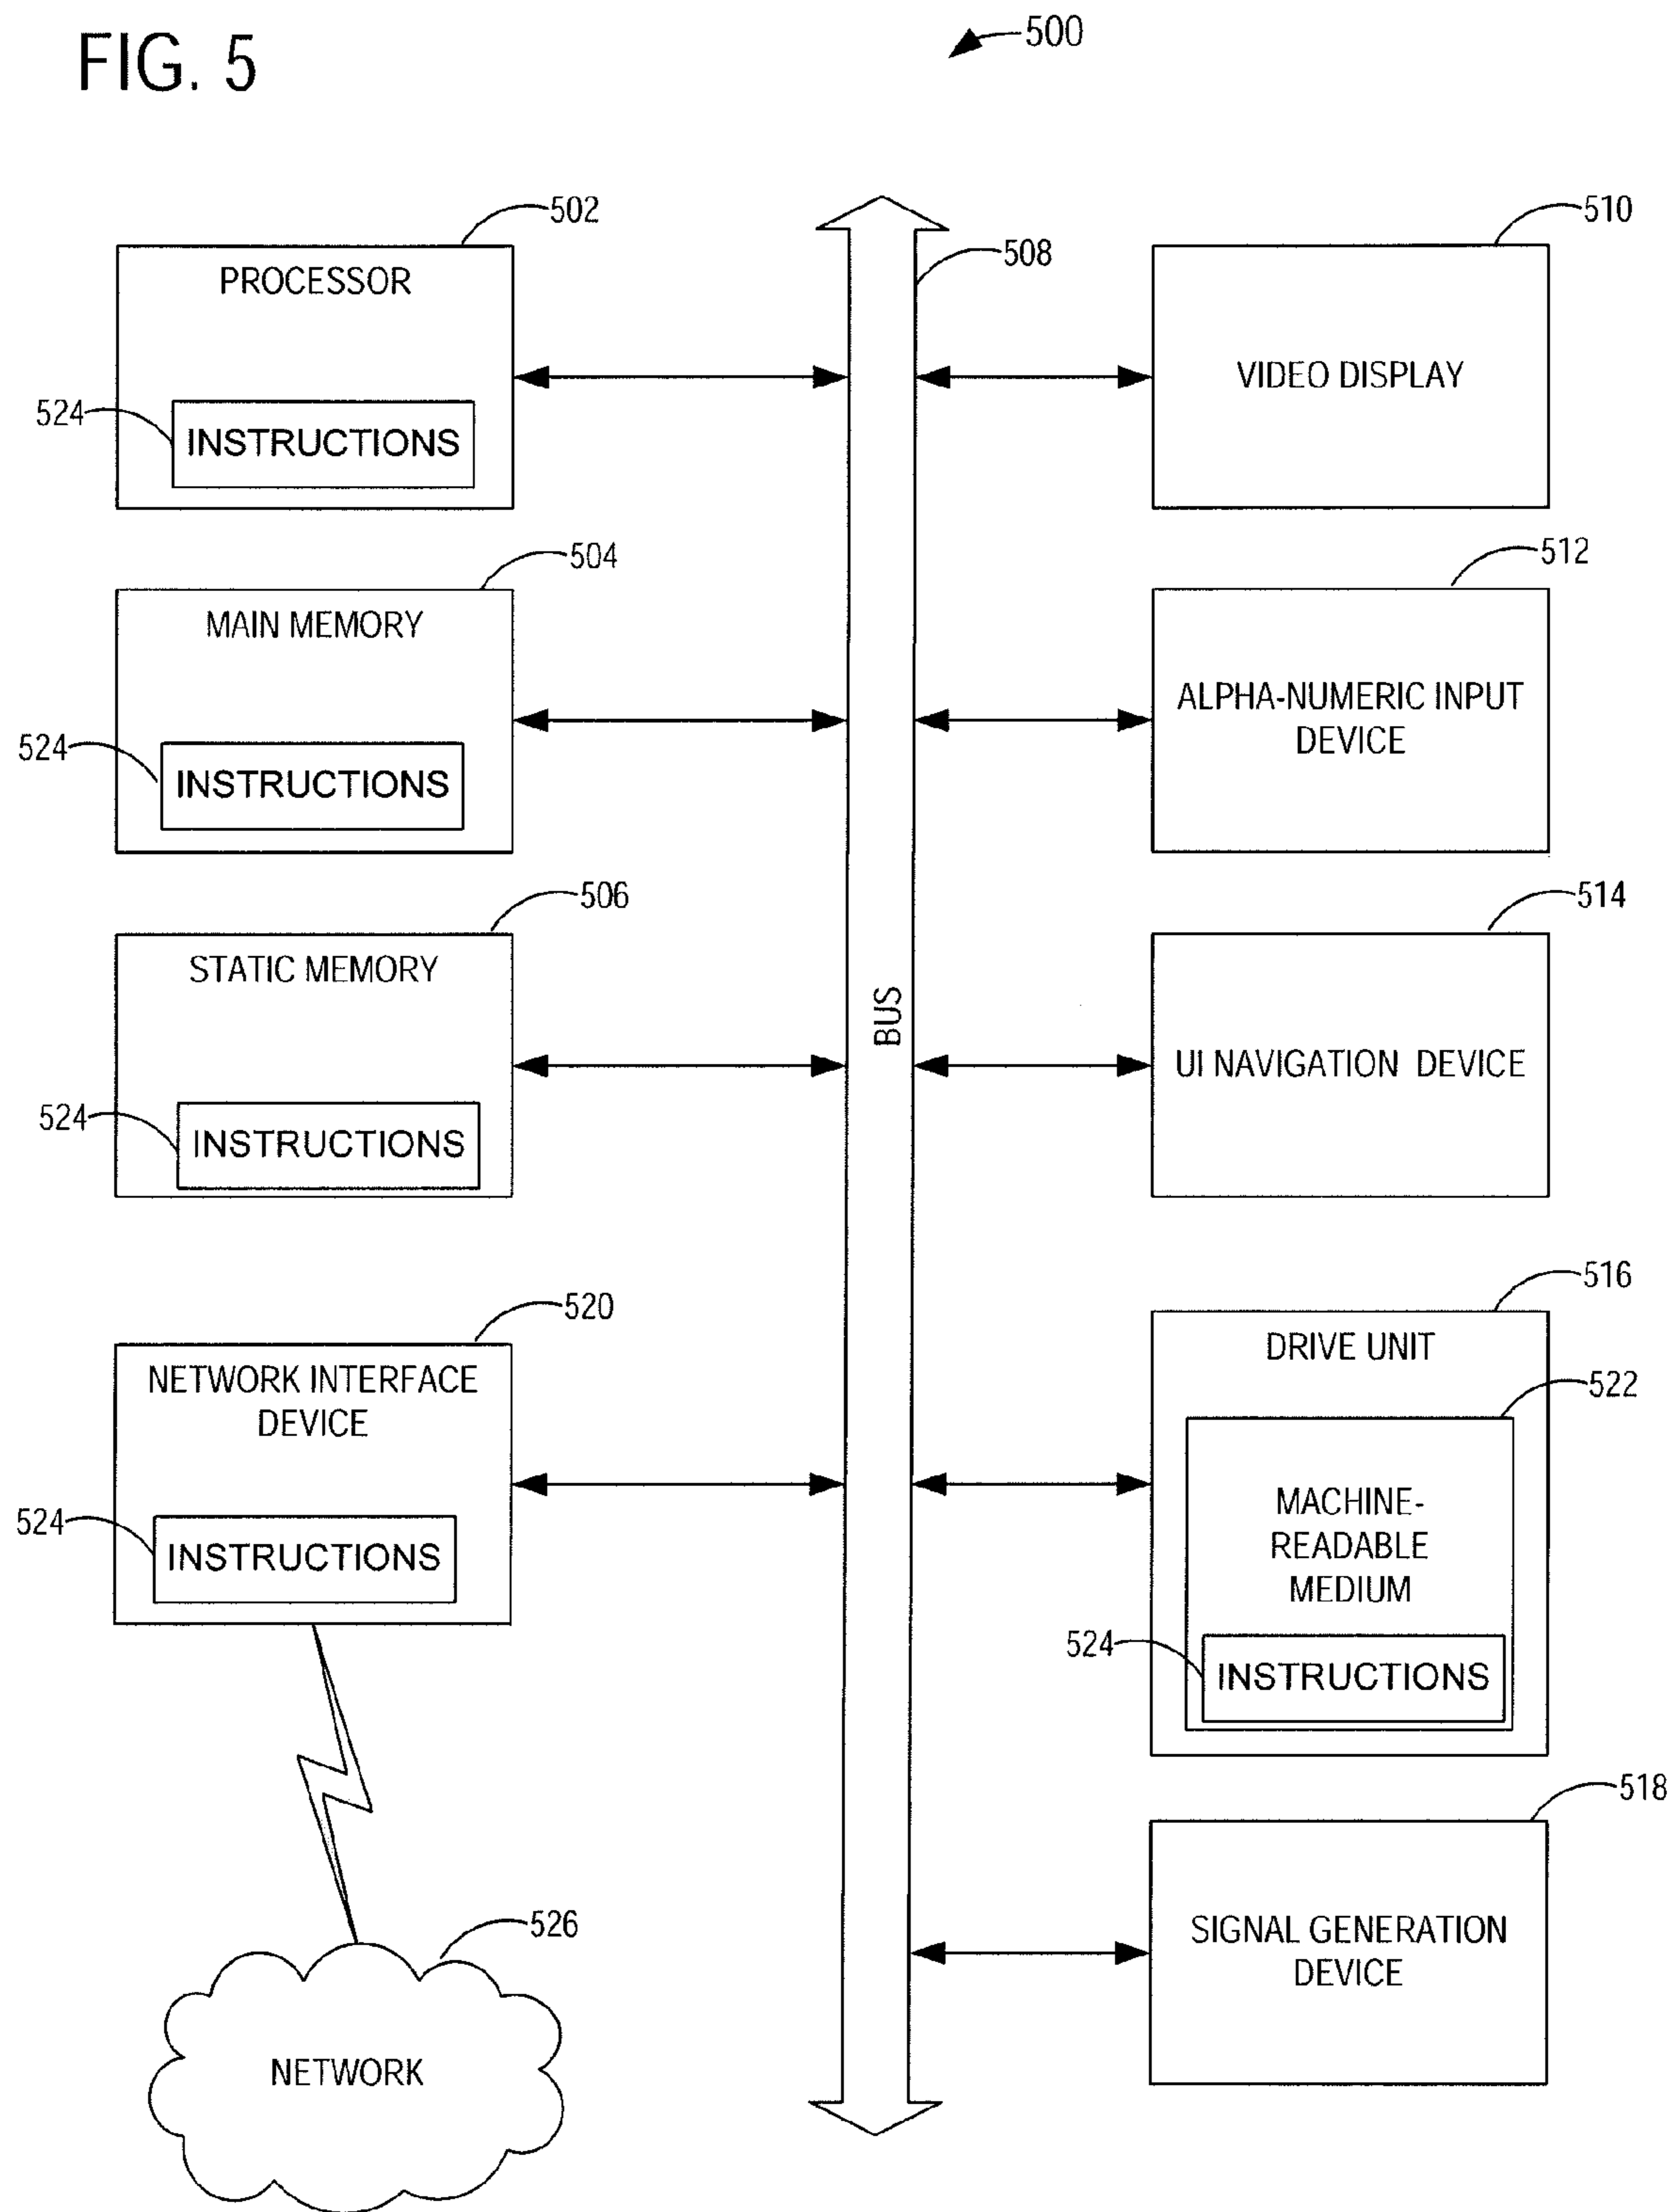 FIG. 5
500
502
PROCESSOR
524
INSTRUCTIONS
504
MAIN MEMORY
524
INSTRUCTIONS
506
STATIC MEMORY
524
INSTRUCTIONS
520
NETWORK INTERFACE
DEVICE
524
INSTRUCTIONS
526
NETWORK
508
BUS
510
VIDEO DISPLAY
512
ALPHA-NUMERIC INPUT
DEVICE
514
UI NAVIGATION DEVICE
516
DRIVE UNIT
522
MACHINE-
READABLE
MEDIUM
524
INSTRUCTIONS
518
SIGNAL GENERATION
DEVICE